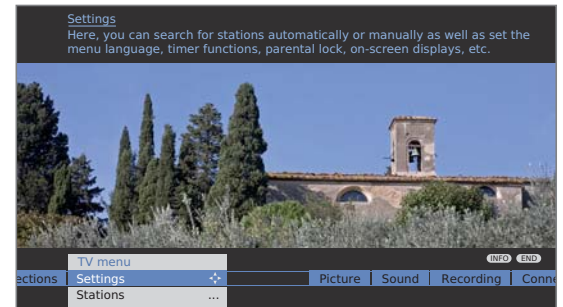 Settings
Here, you can search for stations automatically or manually as well as set the
menu language, timer functions, parental lock, on-screen displays, etc.
TV menu
INFO END
ections Settings Picture Sound Recording Conne
Stations ...